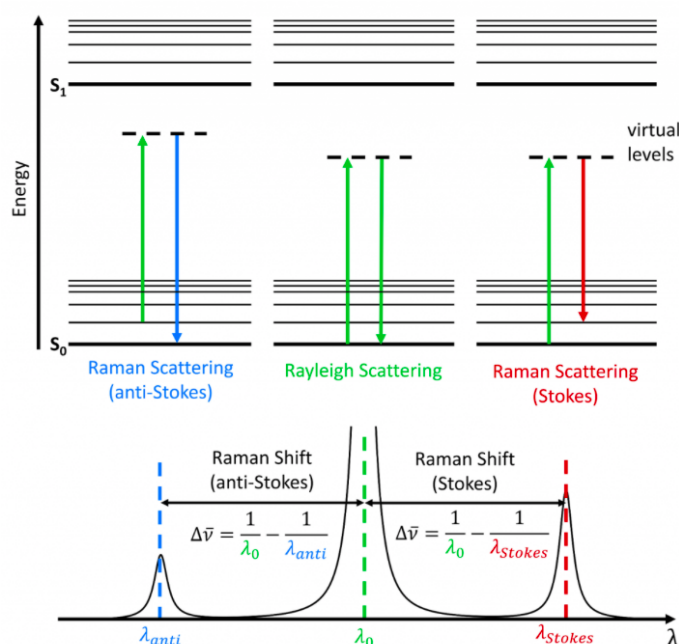 Energy
S₁
virtual
levels
S₀
Raman Scattering
(anti-Stokes)
Rayleigh Scattering
Raman Scattering
(Stokes)
Raman Shift
(anti-Stokes)
Δν̄ = 1/λ₀ − 1/λanti
Raman Shift
(Stokes)
Δν̄ = 1/λ₀ − 1/λStokes
λanti
λ₀
λStokes
λ